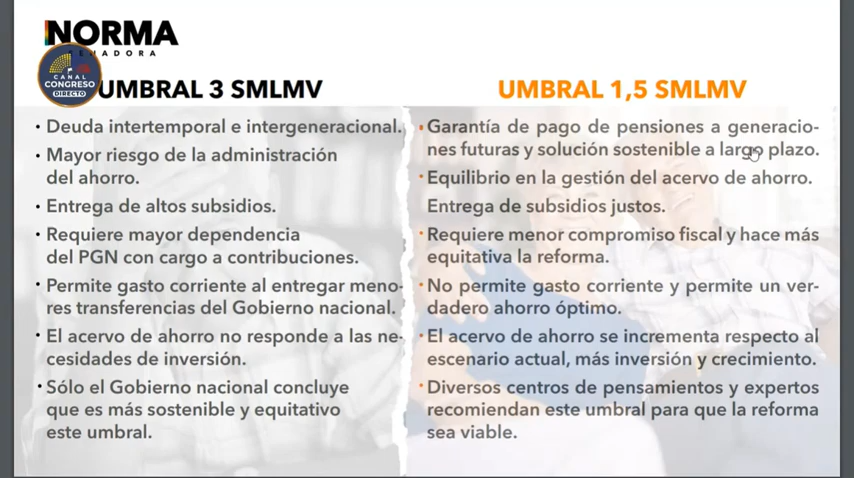 NORMA
SENADORA
CANAL
CONGRESO
DIRECTO
UMBRAL 3 SMLMV
• Deuda intertemporal e intergeneracional.
• Mayor riesgo de la administración
del ahorro.
• Entrega de altos subsidios.
• Requiere mayor dependencia
del PGN con cargo a contribuciones.
• Permite gasto corriente al entregar meno-
res transferencias del Gobierno nacional.
• El acervo de ahorro no responde a las ne-
cesidades de inversión.
• Sólo el Gobierno nacional concluye
que es más sostenible y equitativo
este umbral.
UMBRAL 1,5 SMLMV
• Garantía de pago de pensiones a generacio-
nes futuras y solución sostenible a largo plazo.
• Equilibrio en la gestión del acervo de ahorro.
Entrega de subsidios justos.
• Requiere menor compromiso fiscal y hace más
equitativa la reforma.
• No permite gasto corriente y permite un ver-
dadero ahorro óptimo.
• El acervo de ahorro se incrementa respecto al
escenario actual, más inversión y crecimiento.
• Diversos centros de pensamientos y expertos
recomiendan este umbral para que la reforma
sea viable.